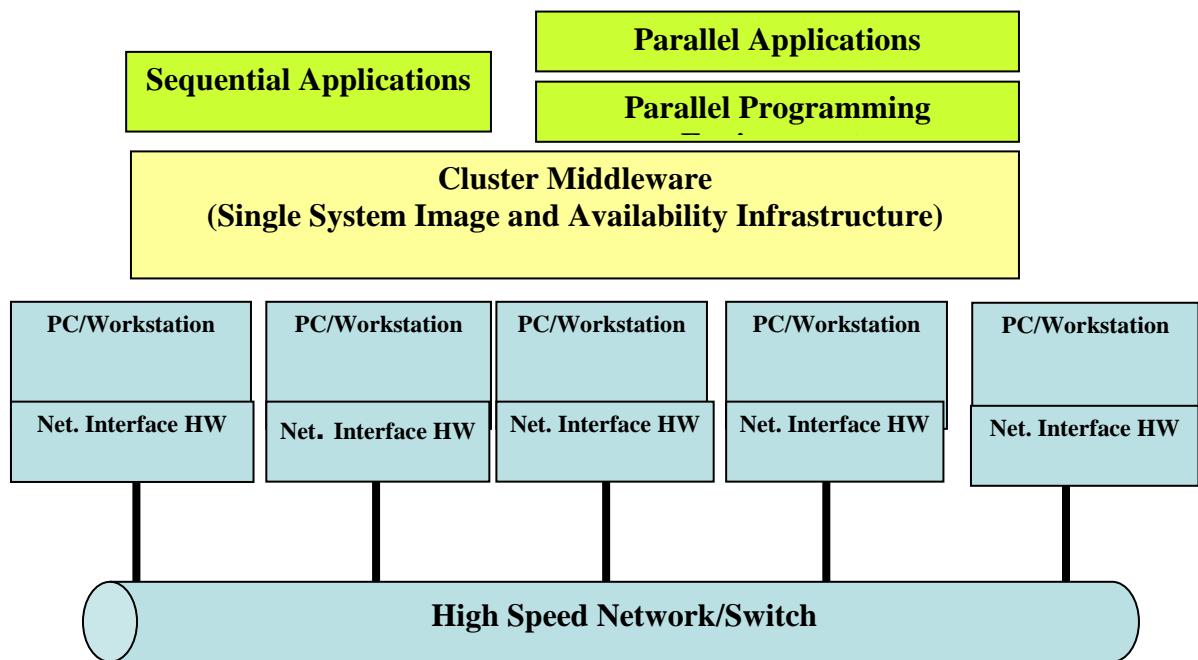 Parallel Applications
Sequential Applications
Parallel Programming
Cluster Middleware
(Single System Image and Availability Infrastructure)
PC/Workstation
PC/Workstation
PC/Workstation
PC/Workstation
PC/Workstation
Net. Interface HW
Net. Interface HW
Net. Interface HW
Net. Interface HW
Net. Interface HW
High Speed Network/Switch